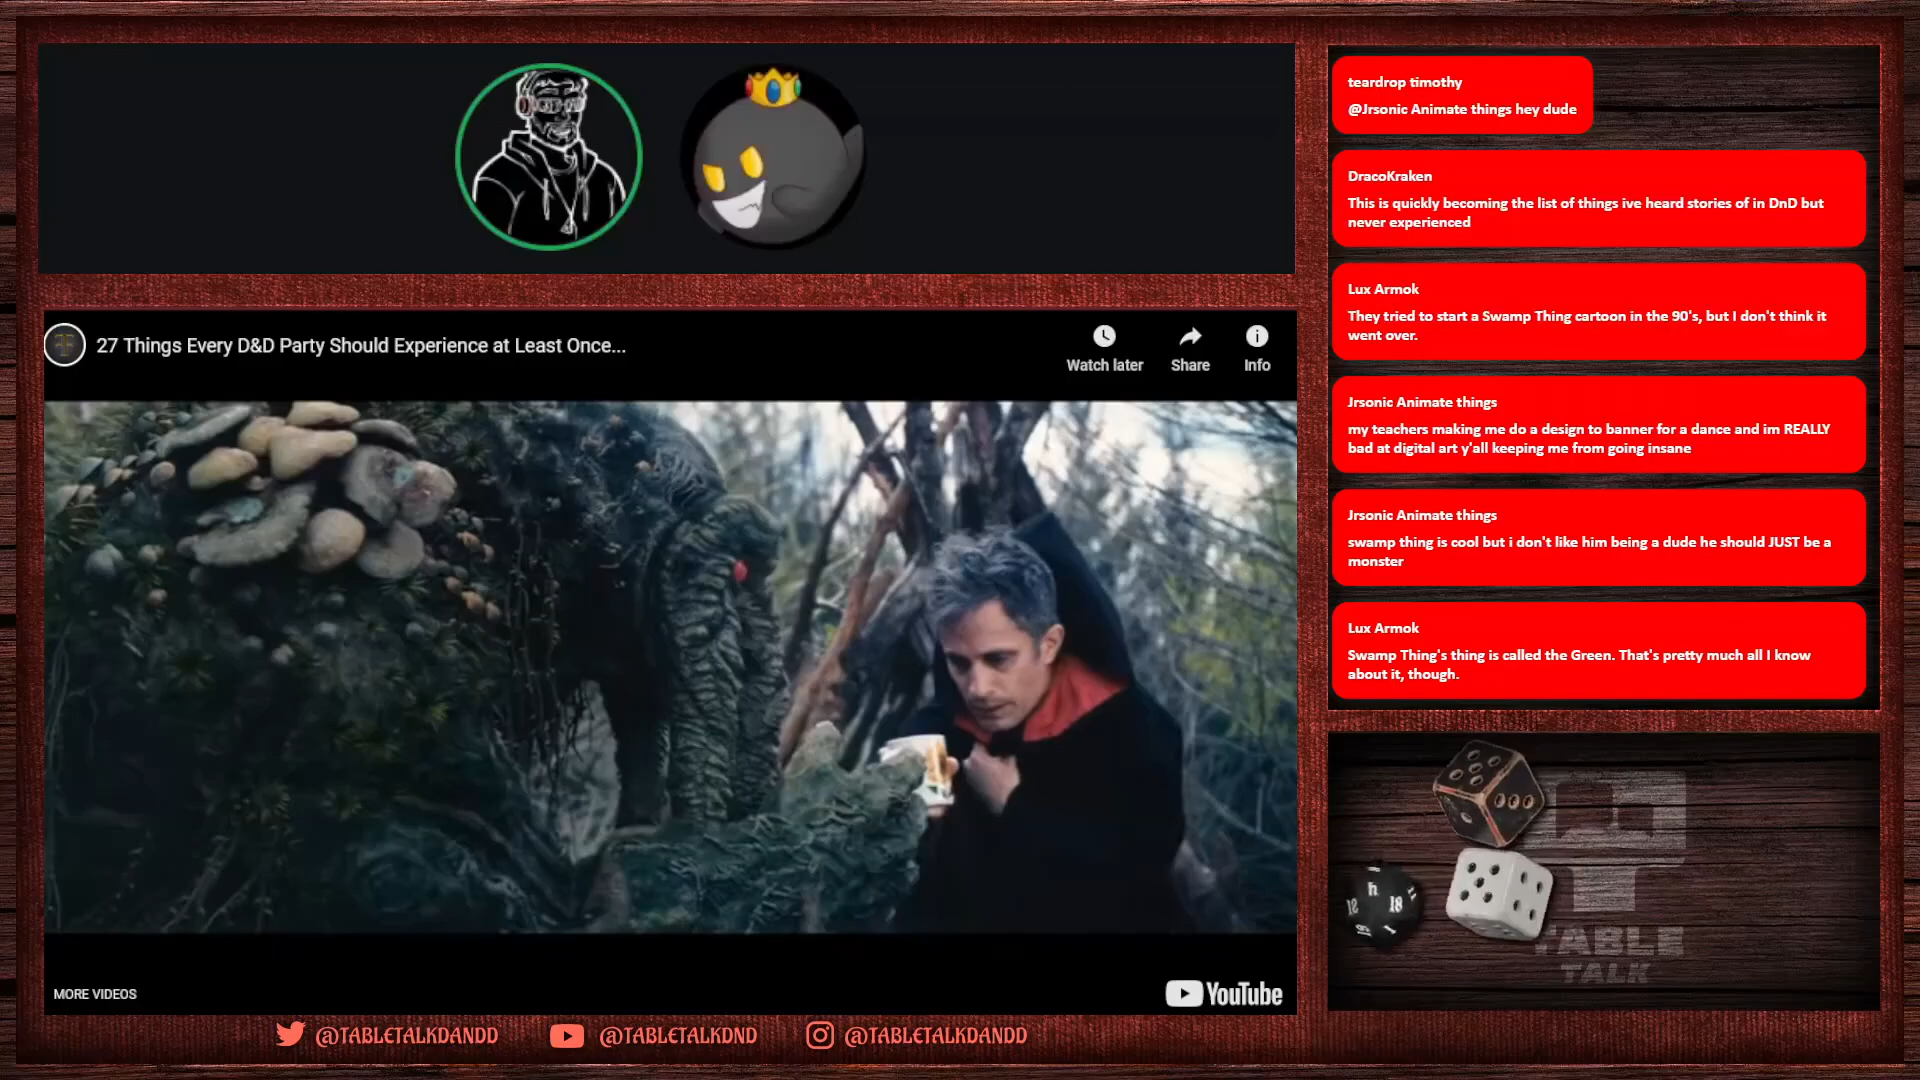 27 Things Every D&D Party Should Experience at Least Once...
Watch later
Share
Info
MORE VIDEOS
YouTube
@TABLETALKDANDD
@TABLETALKDND
@TABLETALKDANDD
teardrop timothy
@Jrsonic Animate things hey dude
DracoKraken
This is quickly becoming the list of things ive heard stories of in DnD but
never experienced
Lux Armok
They tried to start a Swamp Thing cartoon in the 90's, but I don't think it
went over.
Jrsonic Animate things
my teachers making me do a design to banner for a dance and im REALLY
bad at digital art y'all keeping me from going insane
Jrsonic Animate things
swamp thing is cool but i don't like him being a dude he should JUST be a
monster
Lux Armok
Swamp Thing's thing is called the Green. That's pretty much all I know
about it, though.
18
TABLE
TALK